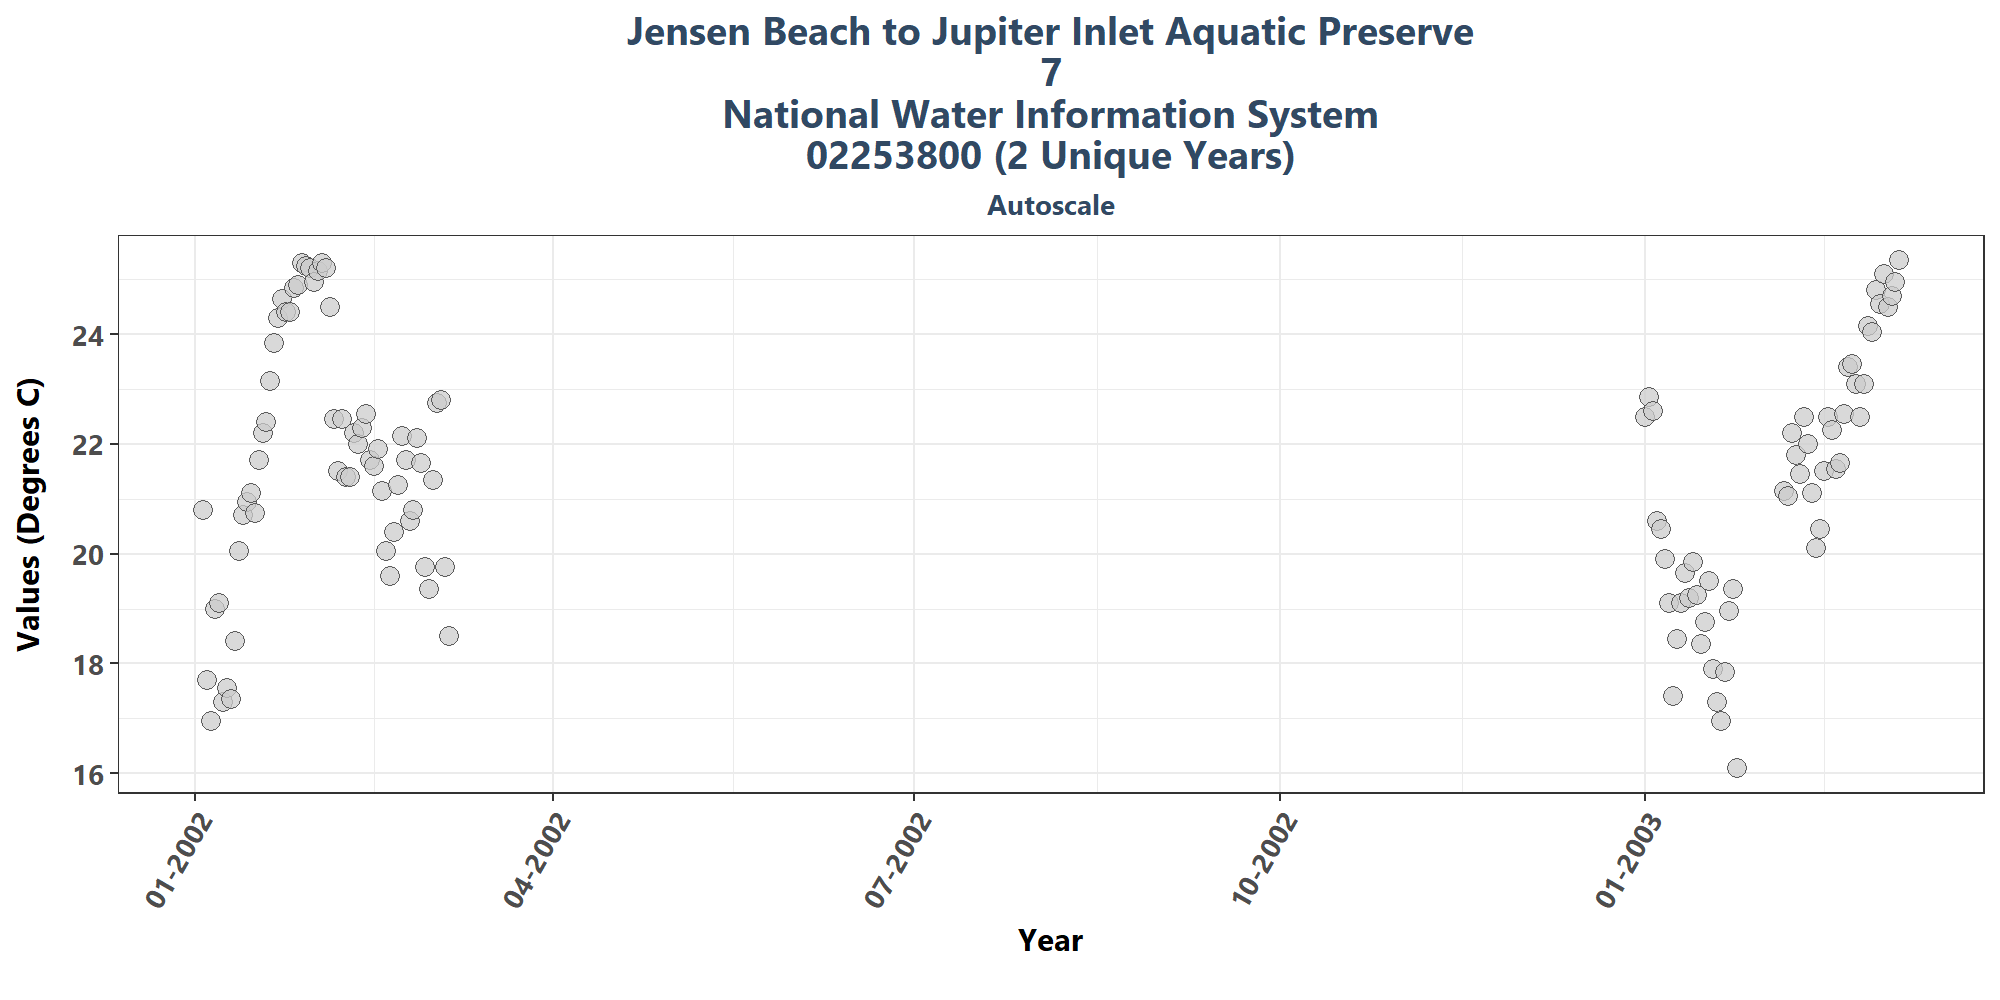 Jensen Beach to Jupiter Inlet Aquatic Preserve
7
National Water Information System
02253800 (2 Unique Years)
Autoscale
Values (Degrees C)
24
22
20
18
16
01-2002
04-2002
07-2002
10-2002
01-2003
Year